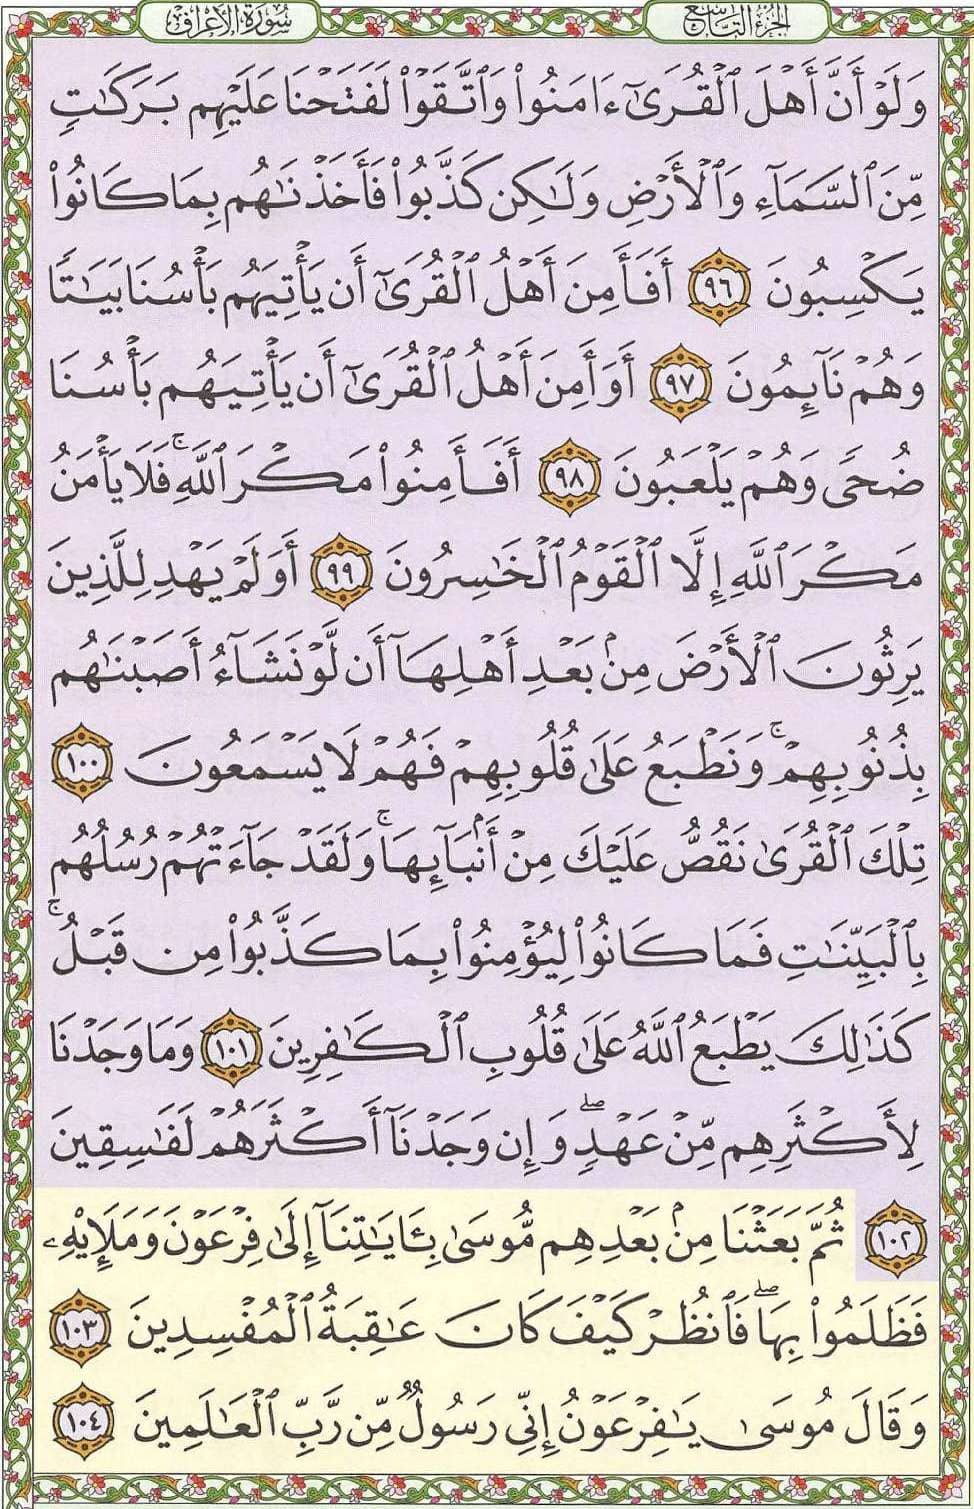 الجزء التاسع
سورة الأعراف
وَلَوْ أَنَّ أَهْلَ ٱلْقُرَىٰٓ ءَامَنُوا۟ وَٱتَّقَوْا۟ لَفَتَحْنَا عَلَيْهِم بَرَكَـٰتٍ
مِّنَ ٱلسَّمَآءِ وَٱلْأَرْضِ وَلَـٰكِن كَذَّبُوا۟ فَأَخَذْنَـٰهُم بِمَا كَانُوا۟
يَكْسِبُونَ ٩٦ أَفَأَمِنَ أَهْلُ ٱلْقُرَىٰٓ أَن يَأْتِيَهُم بَأْسُنَا بَيَـٰتًا
وَهُمْ نَآئِمُونَ ٩٧ أَوَأَمِنَ أَهْلُ ٱلْقُرَىٰٓ أَن يَأْتِيَهُم بَأْسُنَا
ضُحًى وَهُمْ يَلْعَبُونَ ٩٨ أَفَأَمِنُوا۟ مَكْرَ ٱللَّهِ ۚ فَلَا يَأْمَنُ
مَكْرَ ٱللَّهِ إِلَّا ٱلْقَوْمُ ٱلْخَـٰسِرُونَ ٩٩ أَوَلَمْ يَهْدِ لِلَّذِينَ
يَرِثُونَ ٱلْأَرْضَ مِنۢ بَعْدِ أَهْلِهَآ أَن لَّوْ نَشَآءُ أَصَبْنَـٰهُم
بِذُنُوبِهِمْ ۚ وَنَطْبَعُ عَلَىٰ قُلُوبِهِمْ فَهُمْ لَا يَسْمَعُونَ ١٠٠
تِلْكَ ٱلْقُرَىٰ نَقُصُّ عَلَيْكَ مِنْ أَنۢبَآئِهَا ۚ وَلَقَدْ جَآءَتْهُمْ رُسُلُهُم
بِٱلْبَيِّنَـٰتِ فَمَا كَانُوا۟ لِيُؤْمِنُوا۟ بِمَا كَذَّبُوا۟ مِن قَبْلُ ۚ
كَذَٰلِكَ يَطْبَعُ ٱللَّهُ عَلَىٰ قُلُوبِ ٱلْكَـٰفِرِينَ ١٠١ وَمَا وَجَدْنَا
لِأَكْثَرِهِم مِّنْ عَهْدٍ ۖ وَإِن وَجَدْنَآ أَكْثَرَهُمْ لَفَـٰسِقِينَ
١٠٢ ثُمَّ بَعَثْنَا مِنۢ بَعْدِهِم مُّوسَىٰ بِـَٔايَـٰتِنَآ إِلَىٰ فِرْعَوْنَ وَمَلَإِي۟هِۦ
فَظَلَمُوا۟ بِهَا ۖ فَٱنظُرْ كَيْفَ كَانَ عَـٰقِبَةُ ٱلْمُفْسِدِينَ ١٠٣
وَقَالَ مُوسَىٰ يَـٰفِرْعَوْنُ إِنِّى رَسُولٌ مِّن رَّبِّ ٱلْعَـٰلَمِينَ ١٠٤